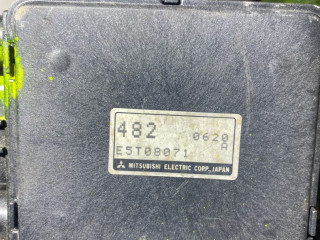 482 0620
A
E5T08071
MITSUBISHI ELECTRIC CORP., JAPAN